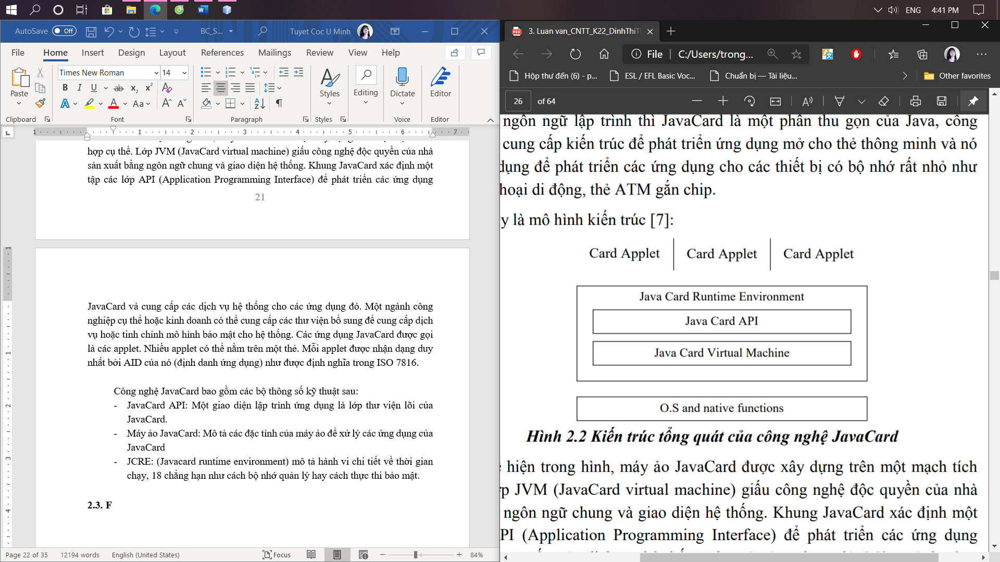 ENG
4:41 PM
AutoSave
Off
BC_S...
Tuyet Coc U Minh
File
Home
Insert
Design
Layout
References
Mailings
Review
View
Help
Paste
Times New Roman
14
Styles
Editing
Dictate
Editor
Clipboard
Font
Paragraph
Styles
Voice
Editor
hợp cụ thể. Lớp JVM (JavaCard virtual machine) giấu công nghệ độc quyền của nhà
sản xuất bằng ngôn ngữ chung và giao diện hệ thống. Khung JavaCard xác định một
tập các lớp API (Application Programming Interface) để phát triển các ứng dụng
21
JavaCard và cung cấp các dịch vụ hệ thống cho các ứng dụng đó. Một ngành công
nghiệp cụ thể hoặc kinh doanh có thể cung cấp các thư viện bổ sung để cung cấp dịch
vụ hoặc tinh chỉnh mô hình bảo mật cho hệ thống. Các ứng dụng JavaCard được gọi
là các applet. Nhiều applet có thể nằm trên một thẻ. Mỗi applet được nhận dạng duy
nhất bởi AID của nó (định danh ứng dụng) như được định nghĩa trong ISO 7816.
Công nghệ JavaCard bao gồm các bộ thông số kỹ thuật sau:
- JavaCard API: Một giao diện lập trình ứng dụng là lớp thư viện lõi của
JavaCard.
- Máy ảo JavaCard: Mô tả các đặc tính của máy ảo để xử lý các ứng dụng của
JavaCard
- JCRE: (Javacard runtime environment) mô tả hành vi chi tiết về thời gian
chạy, 18 chẳng hạn như cách bộ nhớ quản lý hay cách thực thi bảo mật.
2.3. F
Page 22 of 35
12194 words
English (United States)
Focus
84%
3. Luan van_CNTT_K22_DinhThiT
File
C:/Users/trong...
Hộp thư đến (6) - p...
ESL / EFL Basic Voc...
Chuẩn bị — Tài liệu...
Other favorites
26
of 64
ngôn ngữ lập trình thì JavaCard là một phần thu gọn của Java, công
cung cấp kiến trúc để phát triển ứng dụng mở cho thẻ thông minh và nó
dụng để phát triển các ứng dụng cho các thiết bị có bộ nhớ rất nhỏ như
hoại di động, thẻ ATM gắn chip.
y là mô hình kiến trúc [7]:
Card Applet
Card Applet
Card Applet
Java Card Runtime Environment
Java Card API
Java Card Virtual Machine
O.S and native functions
Hình 2.2 Kiến trúc tổng quát của công nghệ JavaCard
hiện trong hình, máy ảo JavaCard được xây dựng trên một mạch tích
ớp JVM (JavaCard virtual machine) giấu công nghệ độc quyền của nhà
ngôn ngữ chung và giao diện hệ thống. Khung JavaCard xác định một
PI (Application Programming Interface) để phát triển các ứng dụng